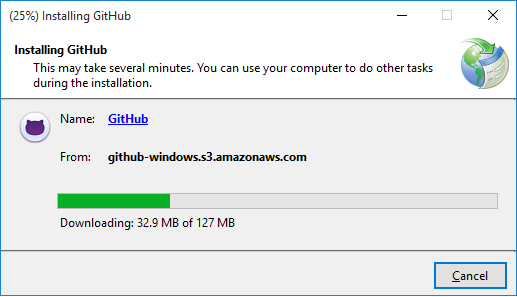 (25%) Installing GitHub
Installing GitHub
This may take several minutes. You can use your computer to do other tasks
during the installation.
Name: GitHub
From: github-windows.s3.amazonaws.com
Downloading: 32.9 MB of 127 MB
Cancel